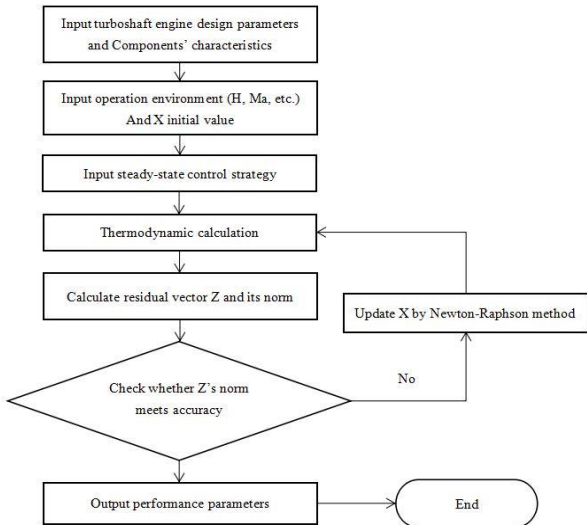 Input turboshaft engine design parameters
and Components' characteristics
Input operation environment (H, Ma, etc.)
And X initial value
Input steady-state control strategy
Thermodynamic calculation
Calculate residual vector Z and its norm
Update X by Newton-Raphson method
Check whether Z's norm
meets accuracy
No
Output performance parameters
End